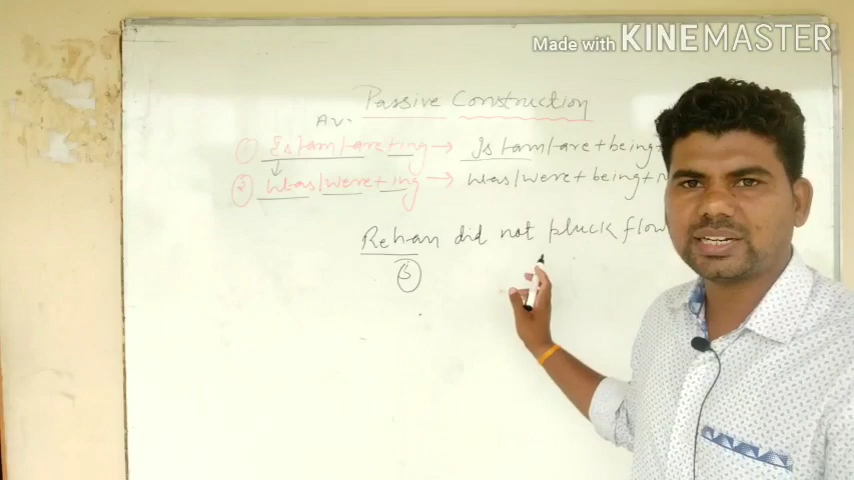 Made with KINEMASTER
Passive Construction
A.V.
① Is/am/are + ing → Is/am/are + being +
② Was/were + ing → Was/were + being +
Rehan did not pluck flow
Ⓢ